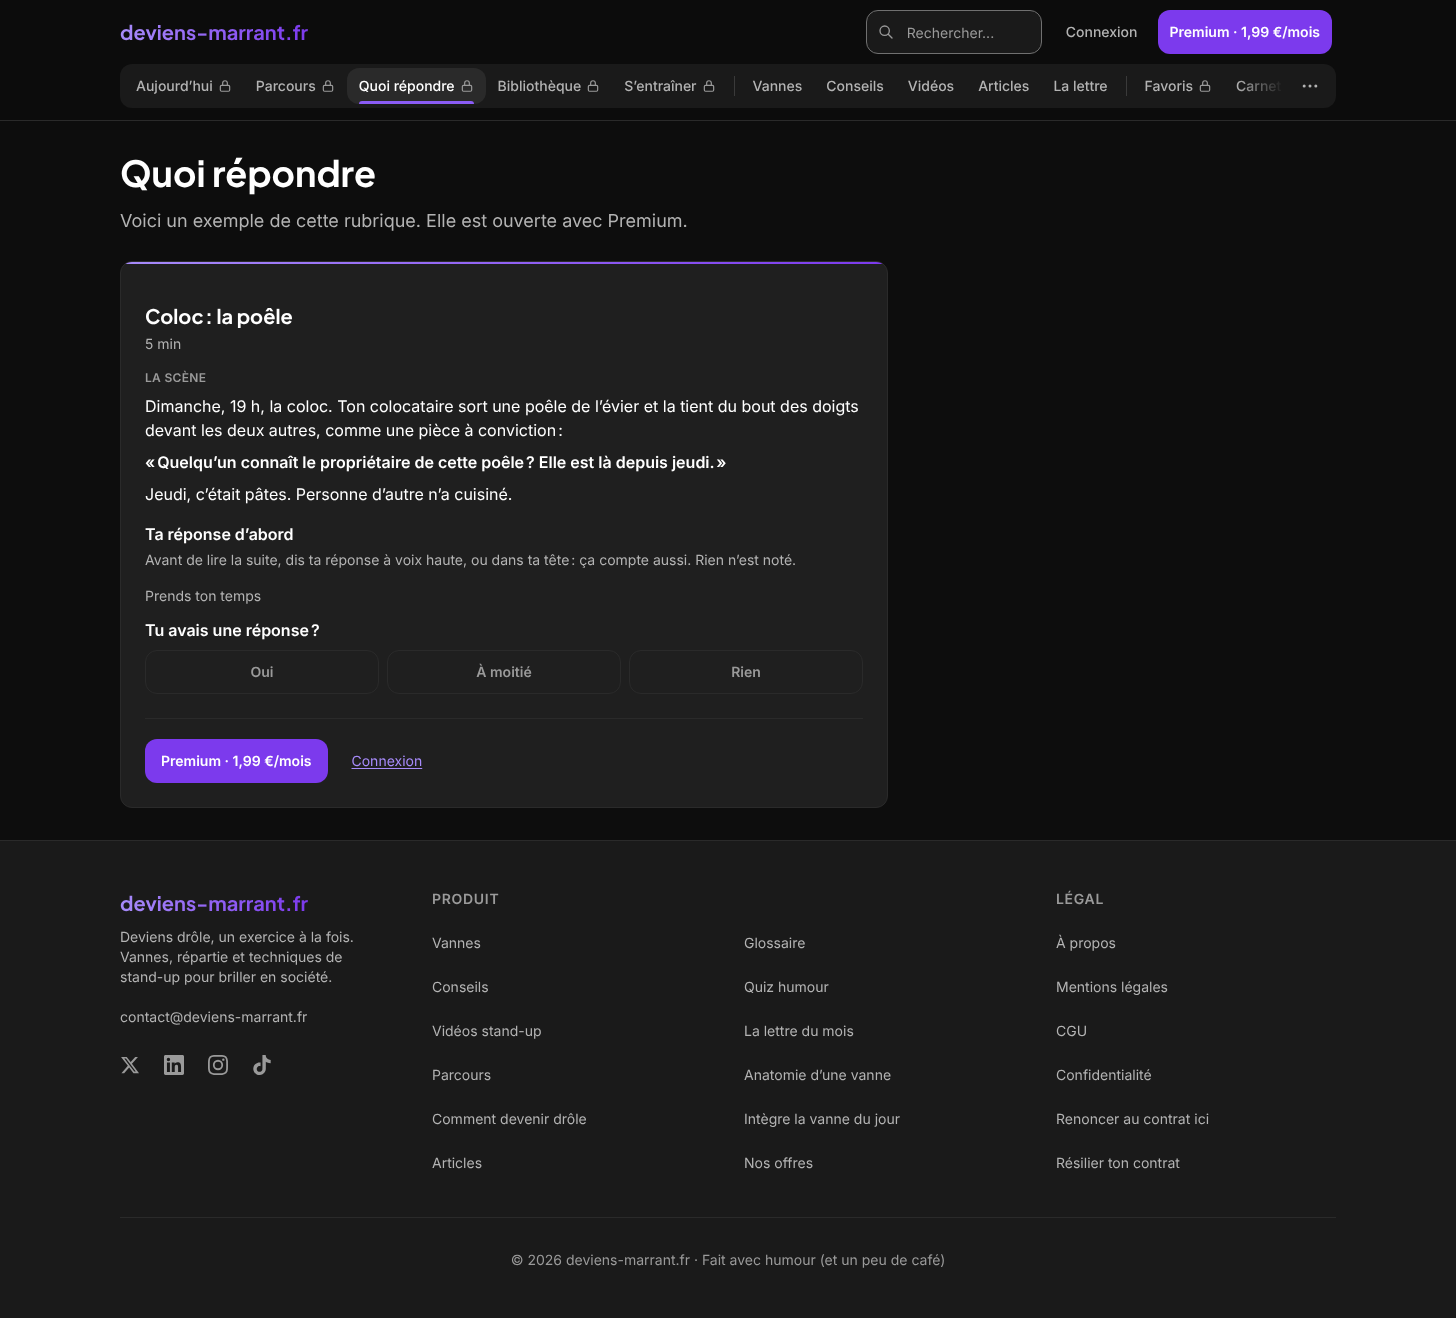 deviens-marrant.fr
Rechercher...
Connexion
Premium · 1,99 €/mois
Aujourd’hui
Parcours
Quoi répondre
Bibliothèque
S’entraîner
Vannes
Conseils
Vidéos
Articles
La lettre
Favoris
Carnet
Quoi répondre
Voici un exemple de cette rubrique. Elle est ouverte avec Premium.
Coloc : la poêle
5 min
LA SCÈNE
Dimanche, 19 h, la coloc. Ton colocataire sort une poêle de l’évier et la tient du bout des doigts
devant les deux autres, comme une pièce à conviction :
« Quelqu’un connaît le propriétaire de cette poêle ? Elle est là depuis jeudi. »
Jeudi, c’était pâtes. Personne d’autre n’a cuisiné.
Ta réponse d’abord
Avant de lire la suite, dis ta réponse à voix haute, ou dans ta tête : ça compte aussi. Rien n’est noté.
Prends ton temps
Tu avais une réponse ?
Oui
À moitié
Rien
Premium · 1,99 €/mois
Connexion
deviens-marrant.fr
Deviens drôle, un exercice à la fois.
Vannes, répartie et techniques de
stand-up pour briller en société.
contact@deviens-marrant.fr
PRODUIT
Vannes
Conseils
Vidéos stand-up
Parcours
Comment devenir drôle
Articles
Glossaire
Quiz humour
La lettre du mois
Anatomie d’une vanne
Intègre la vanne du jour
Nos offres
LÉGAL
À propos
Mentions légales
CGU
Confidentialité
Renoncer au contrat ici
Résilier ton contrat
© 2026 deviens-marrant.fr · Fait avec humour (et un peu de café)